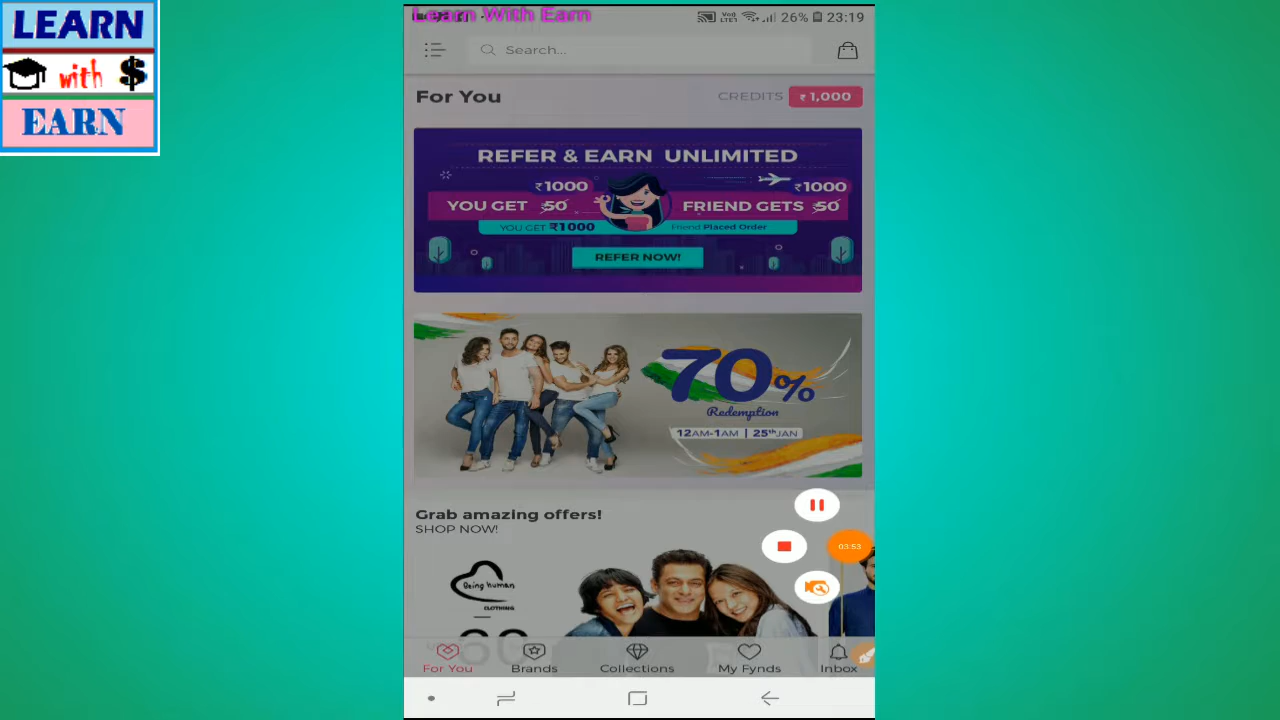 LEARN
with $
EARN
Learn With Earn
26% 23:19
Search...
For You
CREDITS ₹1,000
REFER & EARN UNLIMITED
₹1000 ₹1000
YOU GET 50 FRIEND GETS 50
YOU GET ₹1000 Friend Placed Order
REFER NOW!
70%
Redemption
12AM-1AM | 25th JAN
Grab amazing offers!
SHOP NOW!
Being human
CLOTHING
03:53
For You Brands Collections My Fynds Inbox